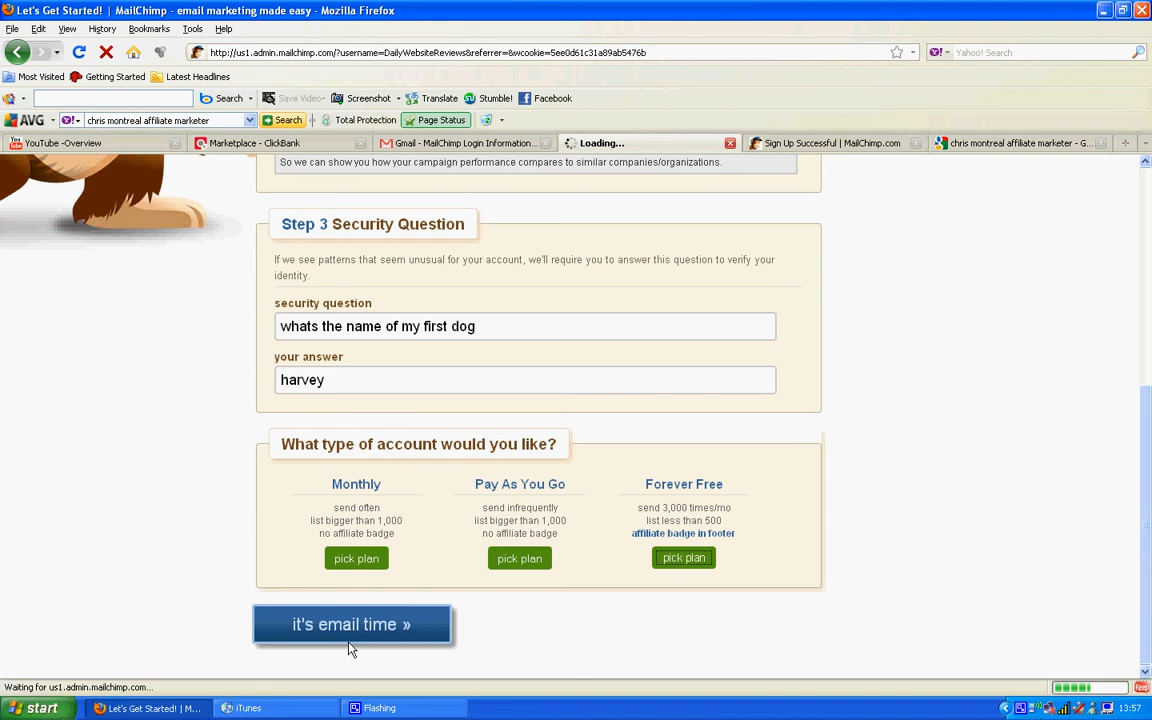 Let's Get Started! | MailChimp - email marketing made easy - Mozilla Firefox
File Edit View History Bookmarks Tools Help
http://us1.admin.mailchimp.com/?username=DailyWebsiteReviews&referrer=&wcookie=5ee0d61c31a89ab5476b
Yahoo! Search
Most Visited Getting Started Latest Headlines
Search Save Video Screenshot Translate Stumble! Facebook
AVG chris montreal affiliate marketer Search Total Protection Page Status
YouTube -Overview Marketplace - ClickBank Gmail - MailChimp Login Information... Loading... Sign Up Successful | MailChimp.com chris montreal affiliate marketer - G...
So we can show you how your campaign performance compares to similar companies/organizations.
Step 3 Security Question
If we see patterns that seem unusual for your account, we'll require you to answer this question to verify your
identity.
security question
whats the name of my first dog
your answer
harvey
What type of account would you like?
Monthly Pay As You Go Forever Free
send often send infrequently send 3,000 times/mo
list bigger than 1,000 list bigger than 1,000 list less than 500
no affiliate badge no affiliate badge affiliate badge in footer
pick plan pick plan pick plan
it's email time »
Waiting for us1.admin.mailchimp.com...
start Let's Get Started! | M... iTunes Flashing 13:57